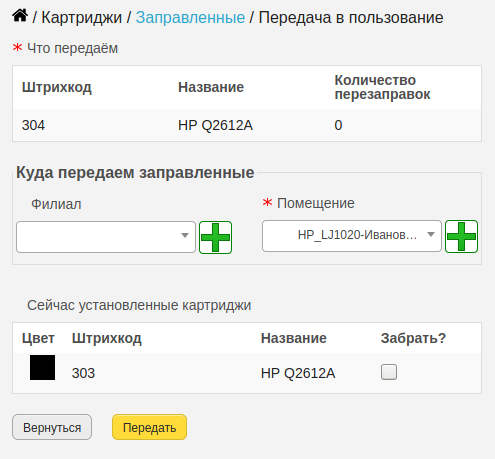 / Картриджи / Заправленные / Передача в пользование
* Что передаём
Штрихкод Название Количество перезаправок
304 HP Q2612A 0
Куда передаем заправленные
Филиал * Помещение
HP_LJ1020-Иванов...
Сейчас установленные картриджи
Цвет Штрихкод Название Забрать?
303 HP Q2612A
Вернуться Передать